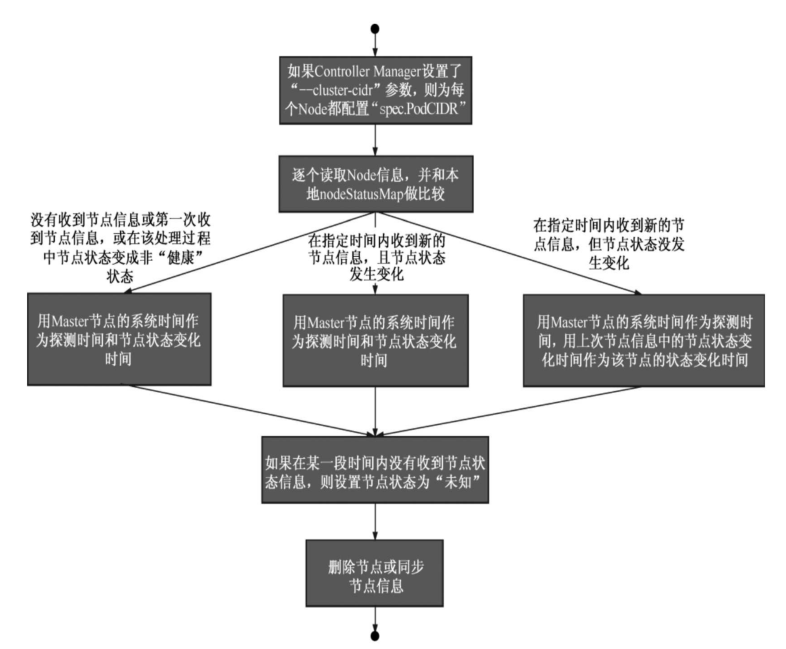 如果Controller Manager设置了
“--cluster-cidr”参数，则为每
个Node都配置“spec.PodCIDR”
逐个读取Node信息，并和本
地nodeStatusMap做比较
没有收到节点信息或第一次收
到节点信息，或在该处理过程
中节点状态变成非“健康”
状态
在指定时间内收到新的
节点信息，且节点状态
发生变化
在指定时间内收到新的节
点信息，但节点状态没发
生变化
用Master节点的系统时间作
为探测时间和节点状态变化
时间
用Master节点的系统时间作
为探测时间和节点状态变化
时间
用Master节点的系统时间作为探测时
间，用上次节点信息中的节点状态变
化时间作为该节点的状态变化时间
如果在某一段时间内没有收到节点状
态信息，则设置节点状态为“未知”
删除节点或同步
节点信息